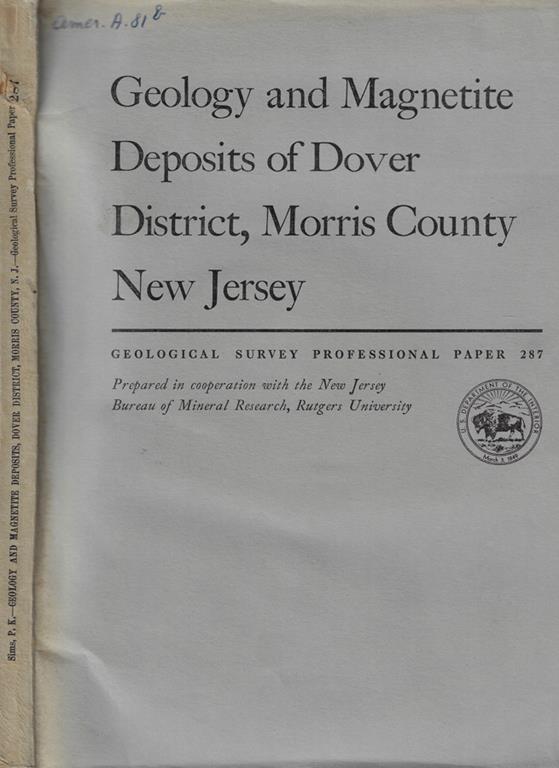 Amer. A. 81 b
Geology and Magnetite
Deposits of Dover
District, Morris County
New Jersey
GEOLOGICAL SURVEY PROFESSIONAL PAPER 287
Prepared in cooperation with the New Jersey
Bureau of Mineral Research, Rutgers University
U. S. DEPARTMENT OF THE INTERIOR
March 3, 1849
Sims, P. K.—GEOLOGY AND MAGNETITE DEPOSITS, DOVER DISTRICT, MORRIS COUNTY, N. J.—Geological Survey Professional Paper 287